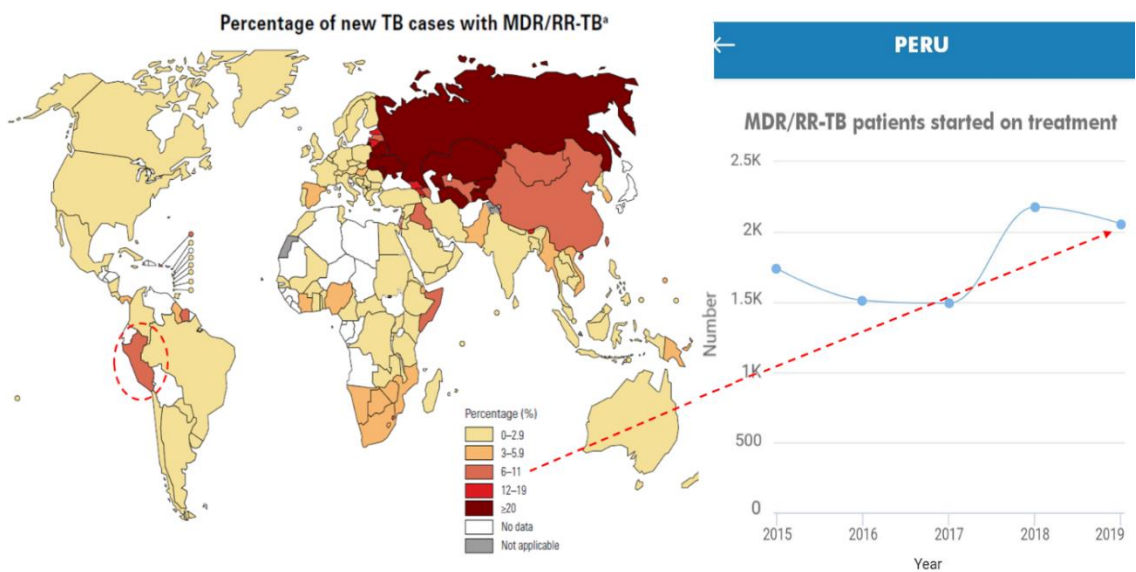 Percentage of new TB cases with MDR/RR-TBª
Percentage (%)
0–2.9
3–5.9
6–11
12–19
≥20
No data
Not applicable
PERU
MDR/RR-TB patients started on treatment
Number
2.5K
2K
1.5K
1K
500
0
2015 2016 2017 2018 2019
Year